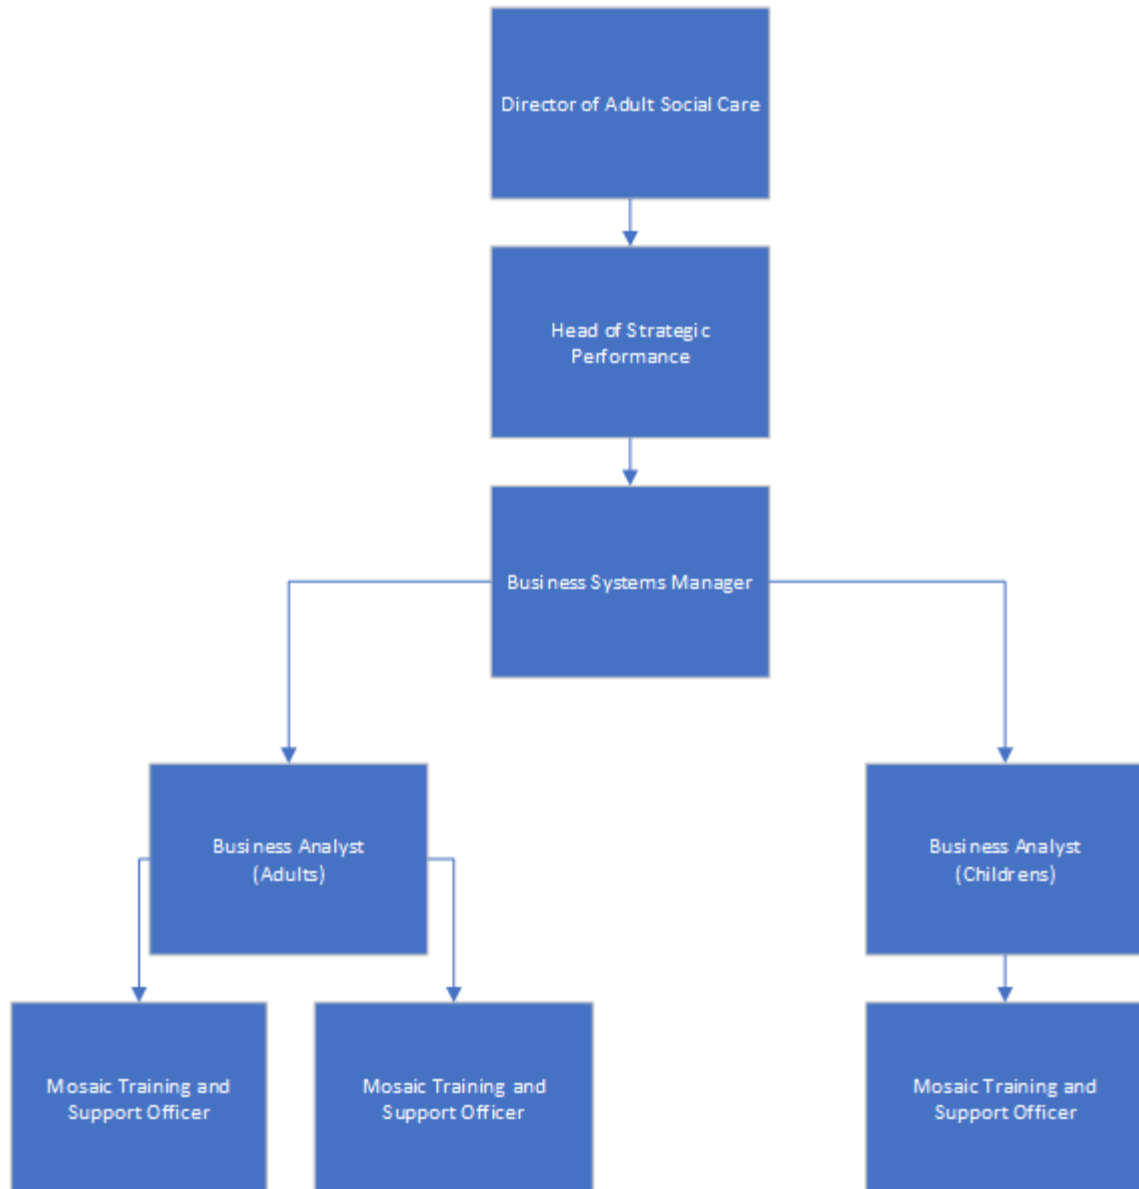 Director of Adult Social Care
Head of Strategic
Performance
Business Systems Manager
Business Analyst
(Adults)
Business Analyst
(Childrens)
Mosaic Training and
Support Officer
Mosaic Training and
Support Officer
Mosaic Training and
Support Officer